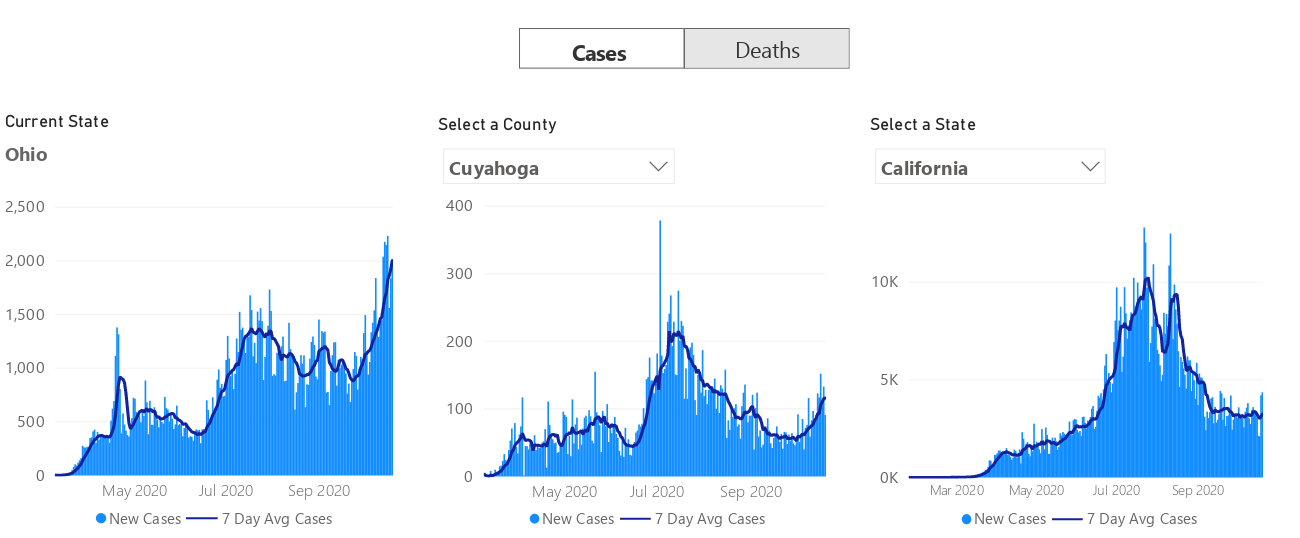 Cases Deaths
Current State
Ohio
2,500
2,000
1,500
1,000
500
0
May 2020 Jul 2020 Sep 2020
New Cases 7 Day Avg Cases
Select a County
Cuyahoga
400
300
200
100
0
May 2020 Jul 2020 Sep 2020
New Cases 7 Day Avg Cases
Select a State
California
10K
5K
0K
Mar 2020 May 2020 Jul 2020 Sep 2020
New Cases 7 Day Avg Cases